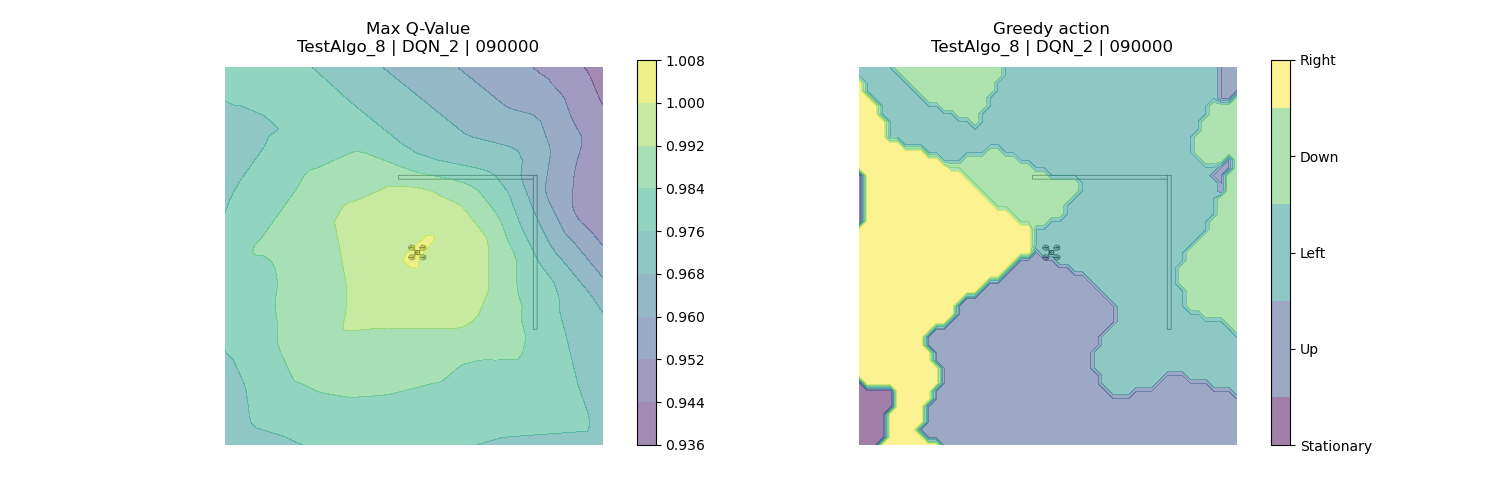 Max Q-Value
TestAlgo_8 | DQN_2 | 090000
1.008
1.000
0.992
0.984
0.976
0.968
0.960
0.952
0.944
0.936
Greedy action
TestAlgo_8 | DQN_2 | 090000
Right
Down
Left
Up
Stationary